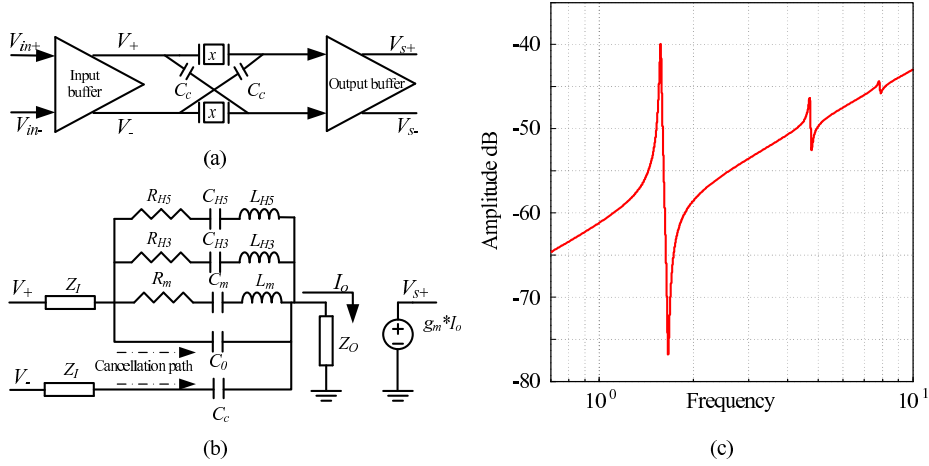 V_in+
V_in-
Input buffer
V_+
V_-
x
C_c
C_c
x
Output buffer
V_s+
V_s-
(a)
R_H5
C_H5
L_H5
R_H3
C_H3
L_H3
R_m
C_m
L_m
V_+
Z_I
I_o
Z_O
V_s+
g_m*I_o
C_0
Cancellation path
V_-
Z_I
C_c
(b)
Amplitude dB
-40
-50
-60
-70
-80
10^0
Frequency
10^1
(c)